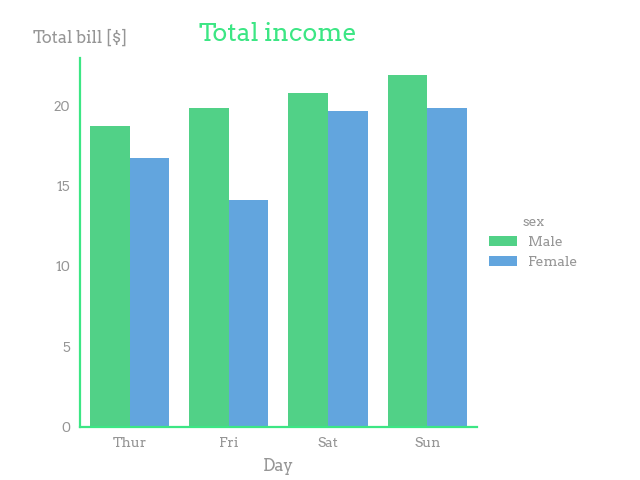 Total income
Total bill [$]
20
15
10
5
0
Thur Fri Sat Sun
Day
sex
Male
Female